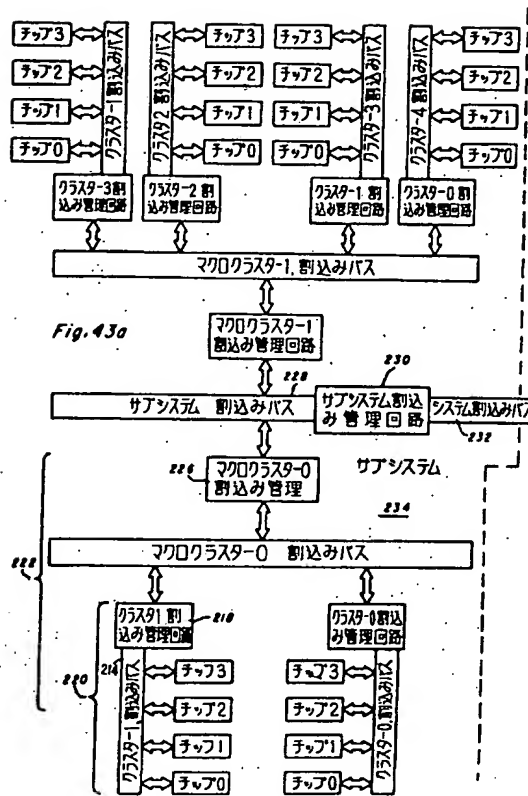 チップ3 チップ3 チップ3 チップ3
チップ2 チップ2 チップ2 チップ2
チップ1 チップ1 チップ1 チップ1
チップ0 チップ0 チップ0 チップ0
クラスター1 割込みバス
クラスター2 割込みバス
クラスター3 割込みバス
クラスター4 割込みバス
クラスター3割
込み管理回路
クラスター2 割
込み管理回路
クラスター1 割
込み管理回路
クラスター0 割
込み管理回路
マクロクラスター1, 割込みバス
Fig. 43a
マクロクラスター1
割込み管理回路
228
230
サブシステム 割込みバス
サブシステム割込
み管理回路
システム割込みバス
232
226
マクロクラスター0
割込み管理
サブシステム
234
マクロクラスター0 割込みバス
222
クラスタ1 割
込み管理回路
218
クラスター0割込
み管理回路
220
214
クラスター1, 割込みバス
クラスター0, 割込みバス
チップ3 チップ3
チップ2 チップ2
チップ1 チップ1
チップ0 チップ0